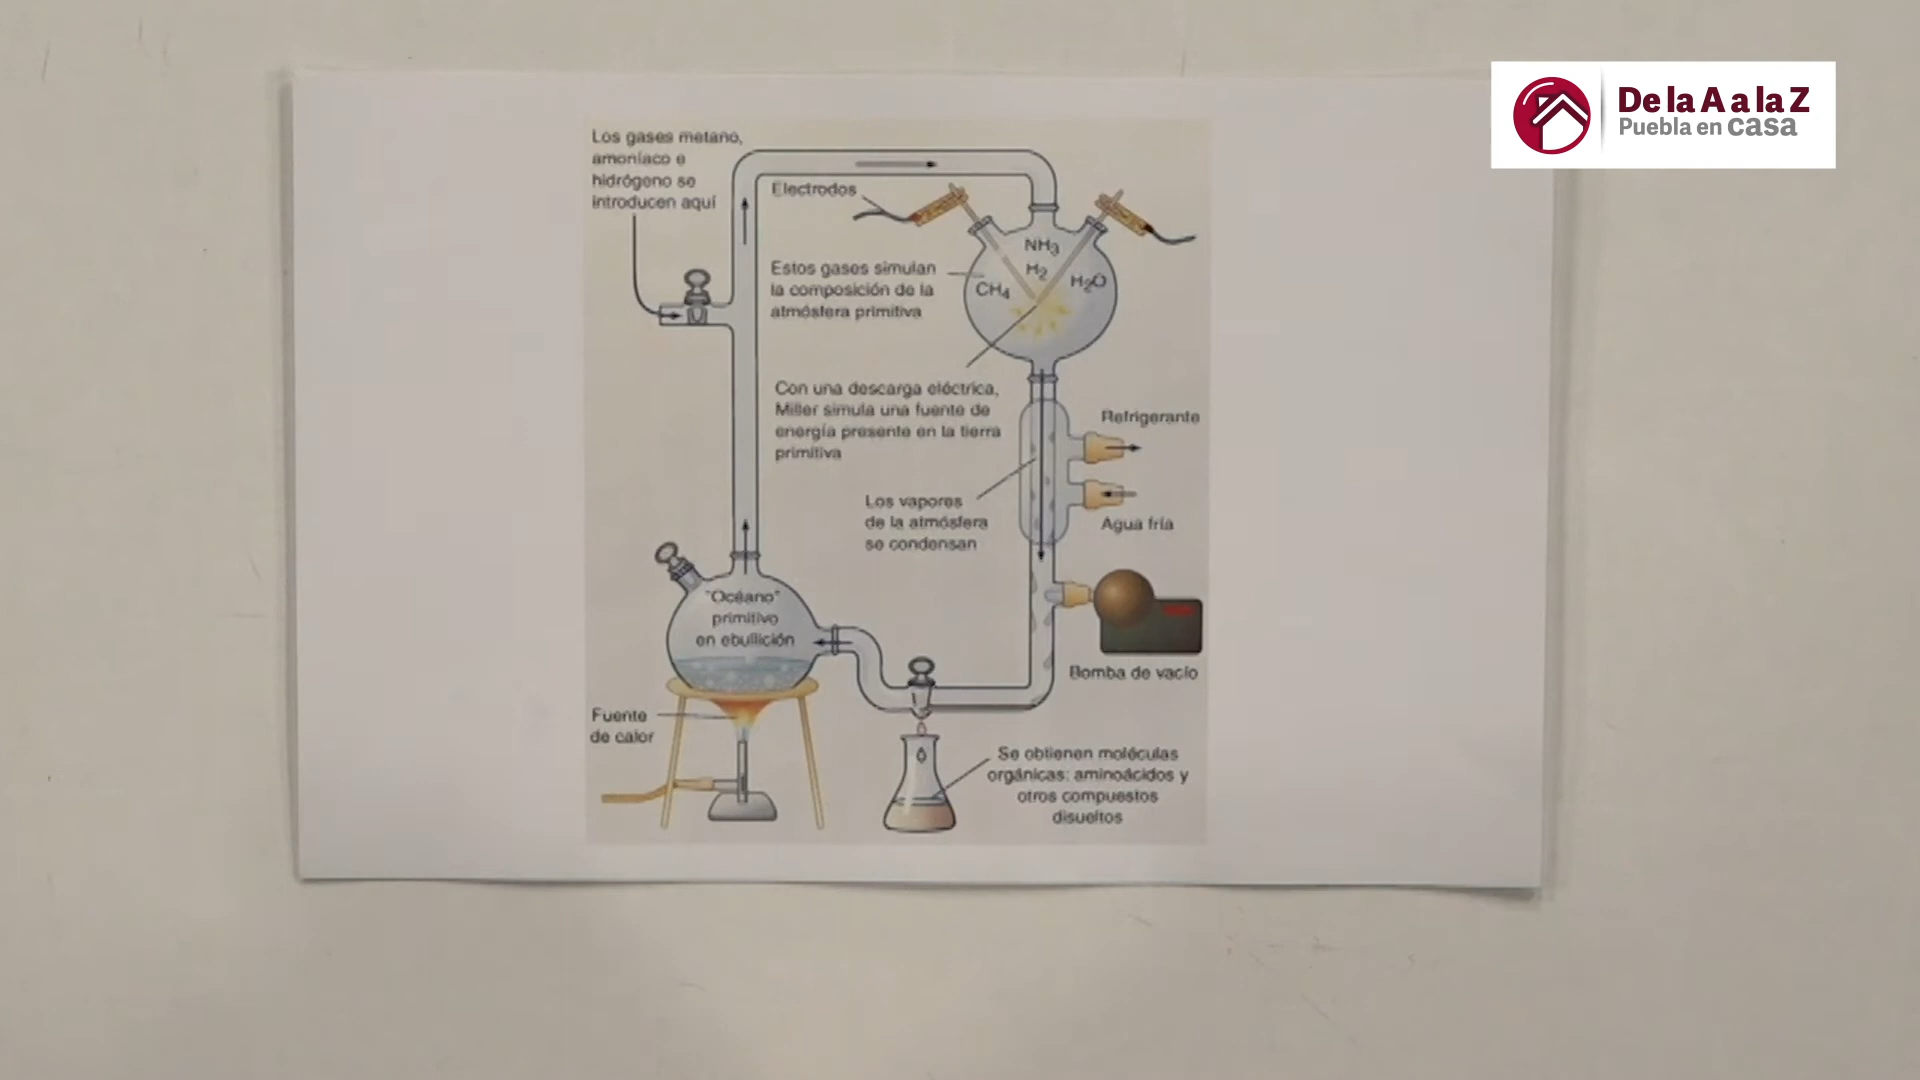 De la A a la Z
Puebla en casa
Los gases metano,
amoníaco e
hidrógeno se
introducen aquí
Electrodos
NH3
H2
H2O
CH4
Estos gases simulan
la composición de la
atmósfera primitiva
Con una descarga eléctrica,
Miller simula una fuente de
energía presente en la tierra
primitiva
Refrigerante
Los vapores
de la atmósfera
se condensan
Agua fría
"Océano"
primitivo
en ebullición
Bomba de vacío
Fuente
de calor
Se obtienen moléculas
orgánicas: aminoácidos y
otros compuestos
disueltos